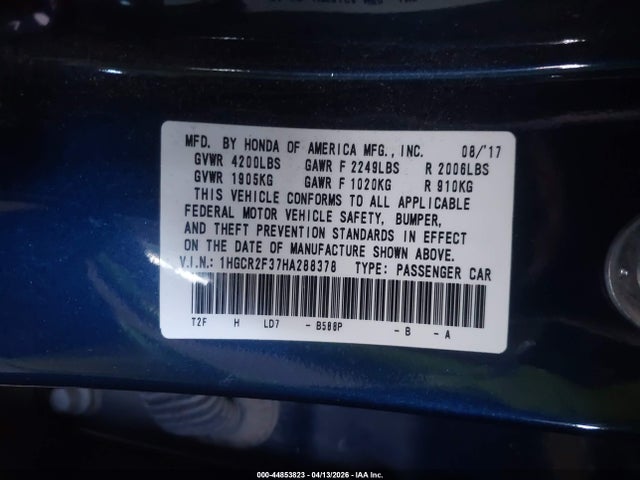 MFD. BY HONDA OF AMERICA MFG., INC. 08/'17
GVWR 4200LBS GAWR F 2249LBS R 2006LBS
GVWR 1905KG GAWR F 1020KG R 910KG
THIS VEHICLE CONFORMS TO ALL APPLICABLE
FEDERAL MOTOR VEHICLE SAFETY, BUMPER,
AND THEFT PREVENTION STANDARDS IN EFFECT
ON THE DATE OF MANUFACTURE SHOWN ABOVE.
V.I.N.: 1HGCR2F37HA288378 TYPE: PASSENGER CAR
T2F H LD7 - B588P - B - A
000-44853823 - 04/13/2026 - IAA Inc.